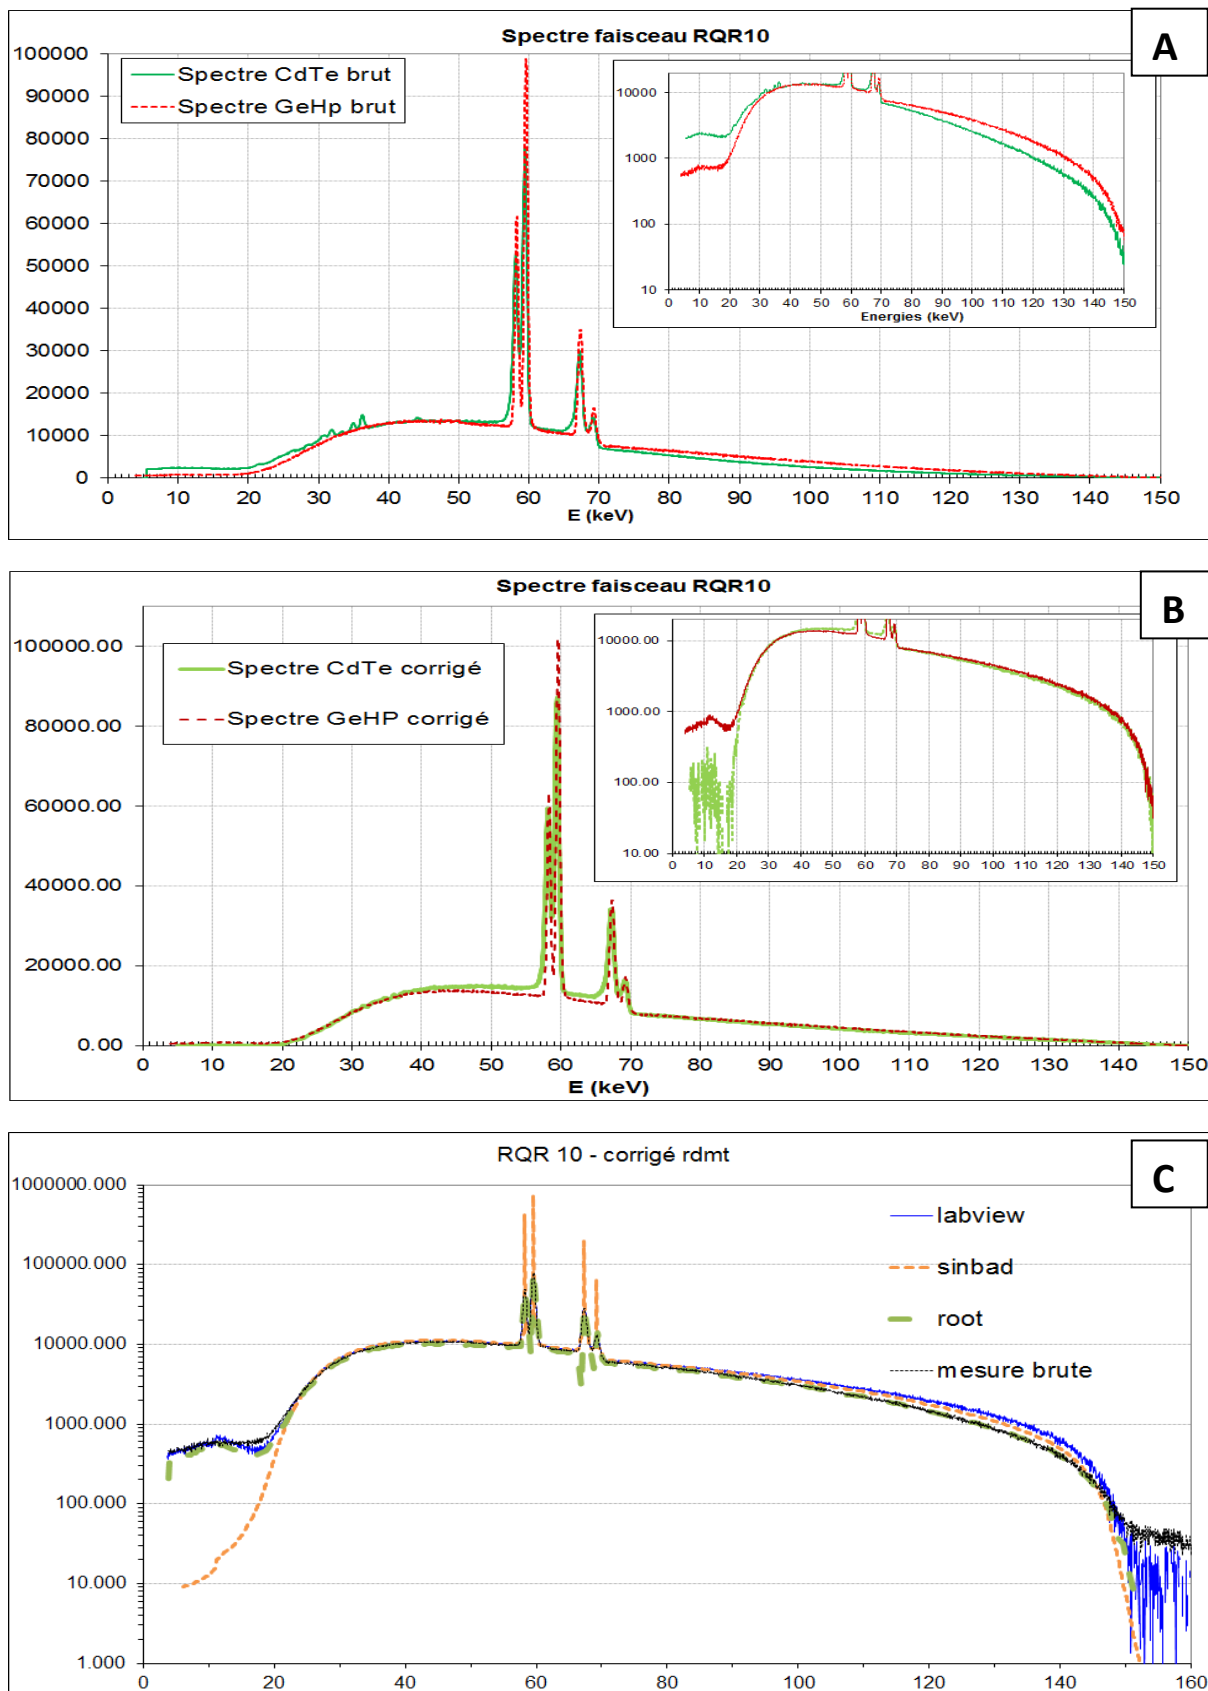 Spectre faisceau RQR10
A
100000
90000
80000
70000
60000
50000
40000
30000
20000
10000
0
Spectre CdTe brut
Spectre GeHp brut
10000
1000
100
10
0 10 20 30 40 50 60 70 80 90 100 110 120 130 140 150
Energies (keV)
0 10 20 30 40 50 60 70 80 90 100 110 120 130 140 150
E (keV)
Spectre faisceau RQR10
B
100000.00
80000.00
60000.00
40000.00
20000.00
0.00
Spectre CdTe corrigé
Spectre GeHP corrigé
10000.00
1000.00
100.00
10.00
0 10 20 30 40 50 60 70 80 90 100 110 120 130 140 150
0 10 20 30 40 50 60 70 80 90 100 110 120 130 140 150
E (keV)
RQR 10 - corrigé rdmt
C
1000000.000
100000.000
10000.000
1000.000
100.000
10.000
1.000
labview
sinbad
root
mesure brute
0 20 40 60 80 100 120 140 160